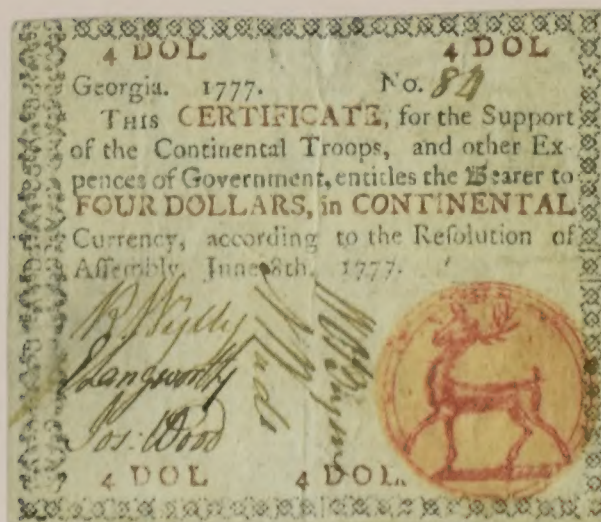 4 DOL 4 DOL
Georgia. 1777. No. 84
THIS CERTIFICATE, for the Support
of the Continental Troops, and other Ex-
pences of Government, entitles the Bearer to
FOUR DOLLARS, in CONTINENTAL
Currency, according to the Resolution of
Assembly. June 8th. 1777.
R Wylly
E Langworthy
Jos: Wood
4 DOL 4 DOL.